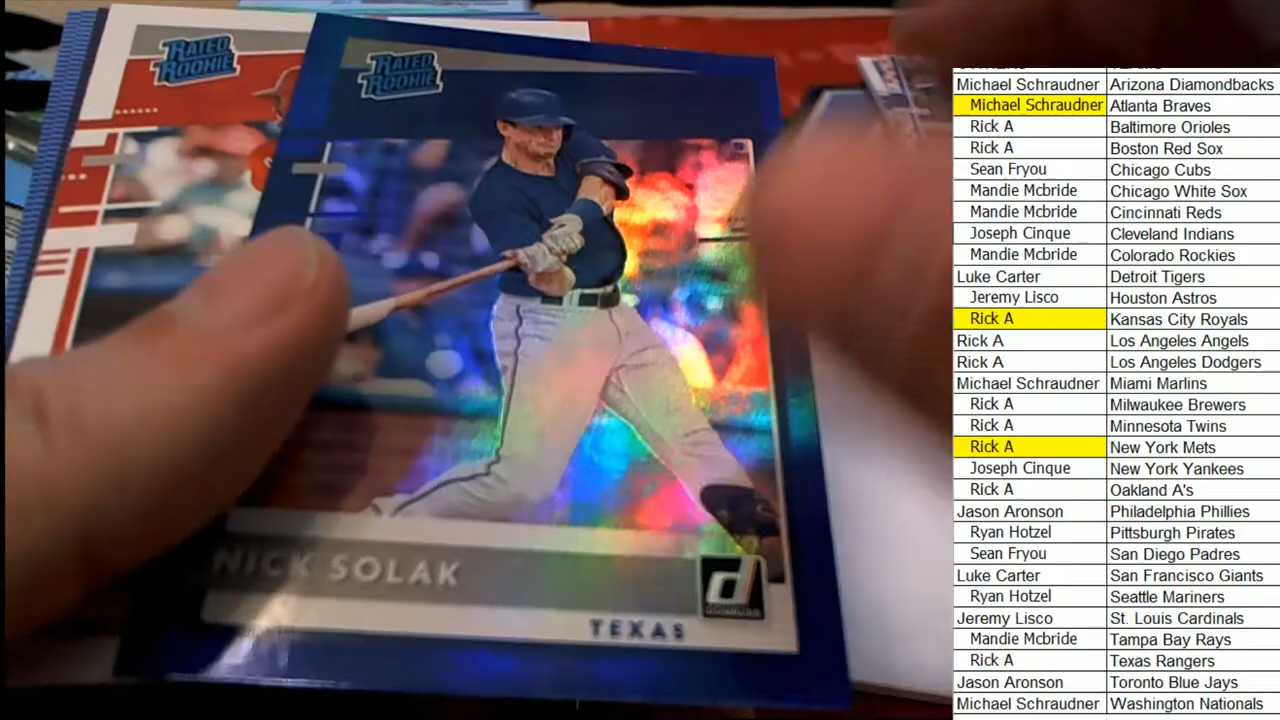 RATED
ROOKIE
RATED
ROOKIE
NICK SOLAK
d
TEXAS
Michael Schraudner Arizona Diamondbacks
Michael Schraudner Atlanta Braves
Rick A Baltimore Orioles
Rick A Boston Red Sox
Sean Fryou Chicago Cubs
Mandie Mcbride Chicago White Sox
Mandie Mcbride Cincinnati Reds
Joseph Cinque Cleveland Indians
Mandie Mcbride Colorado Rockies
Luke Carter Detroit Tigers
Jeremy Lisco Houston Astros
Rick A Kansas City Royals
Rick A Los Angeles Angels
Rick A Los Angeles Dodgers
Michael Schraudner Miami Marlins
Rick A Milwaukee Brewers
Rick A Minnesota Twins
Rick A New York Mets
Joseph Cinque New York Yankees
Rick A Oakland A's
Jason Aronson Philadelphia Phillies
Ryan Hotzel Pittsburgh Pirates
Sean Fryou San Diego Padres
Luke Carter San Francisco Giants
Ryan Hotzel Seattle Mariners
Jeremy Lisco St. Louis Cardinals
Mandie Mcbride Tampa Bay Rays
Rick A Texas Rangers
Jason Aronson Toronto Blue Jays
Michael Schraudner Washington Nationals